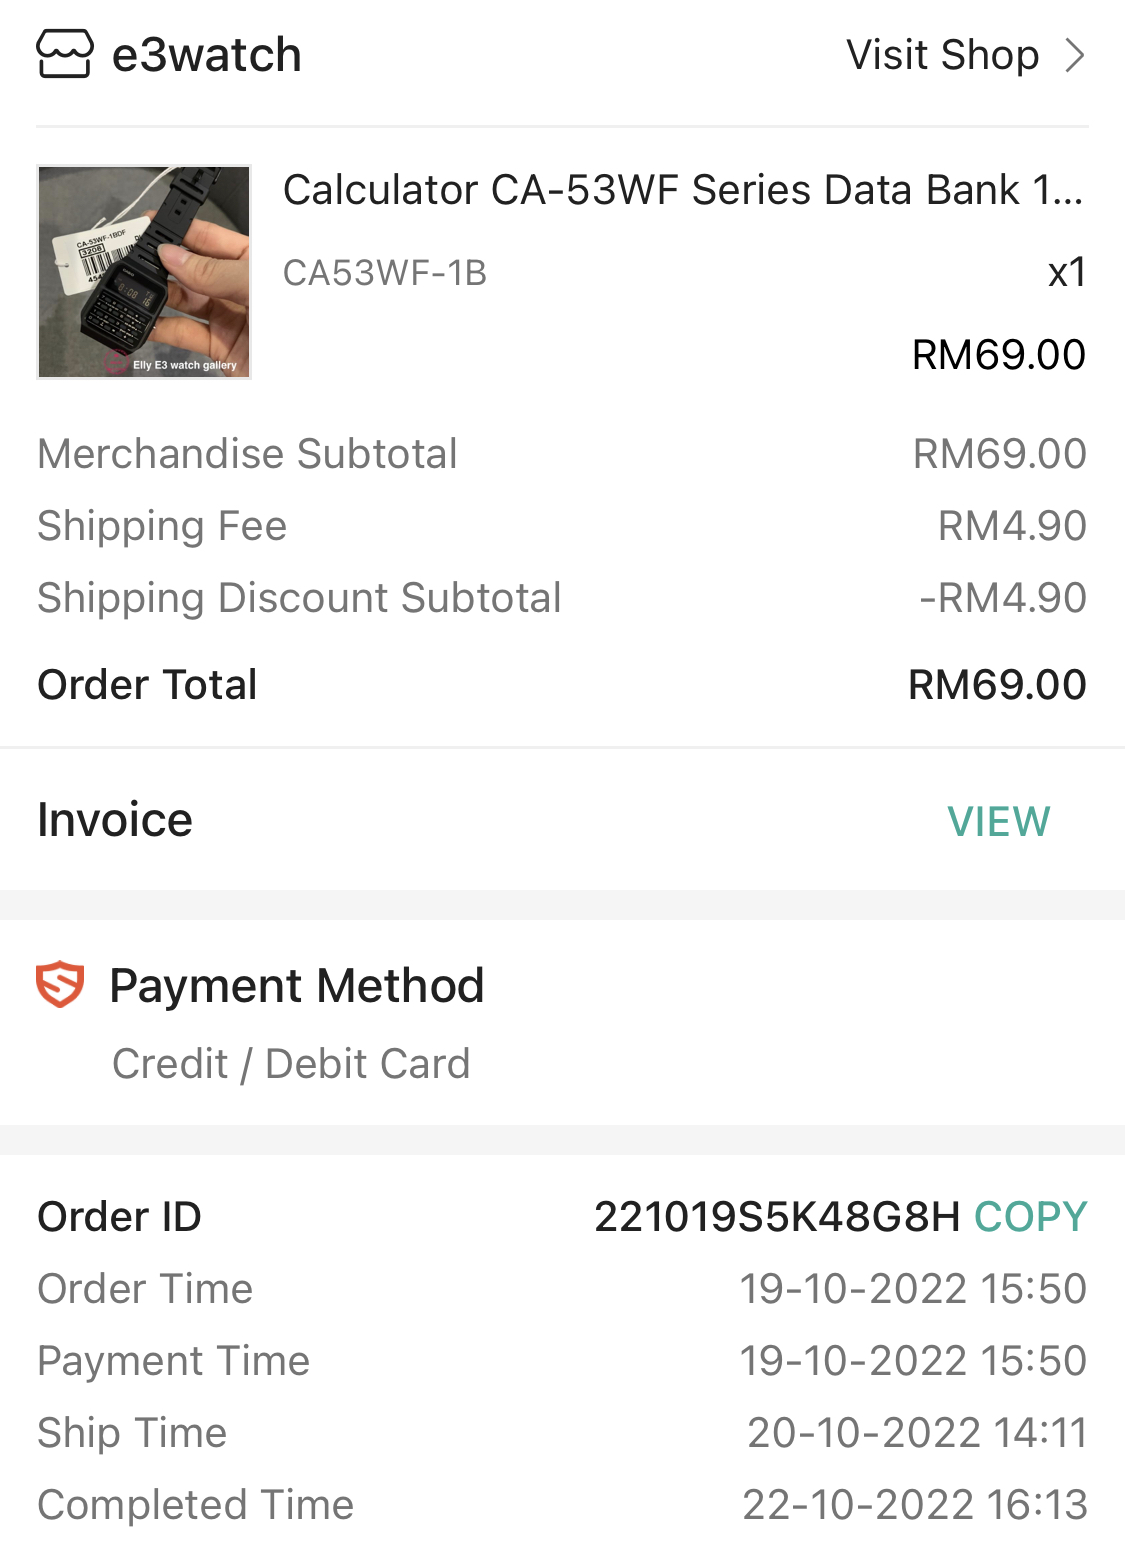 e3watch
Visit Shop
Calculator CA-53WF Series Data Bank 1...
CA-53WF-1BDF
3208
CASIO
CA53WF-1B
x1
Elly E3 watch gallery
RM69.00
Merchandise Subtotal RM69.00
Shipping Fee RM4.90
Shipping Discount Subtotal -RM4.90
Order Total RM69.00
Invoice VIEW
Payment Method
Credit / Debit Card
Order ID 221019S5K48G8H COPY
Order Time 19-10-2022 15:50
Payment Time 19-10-2022 15:50
Ship Time 20-10-2022 14:11
Completed Time 22-10-2022 16:13